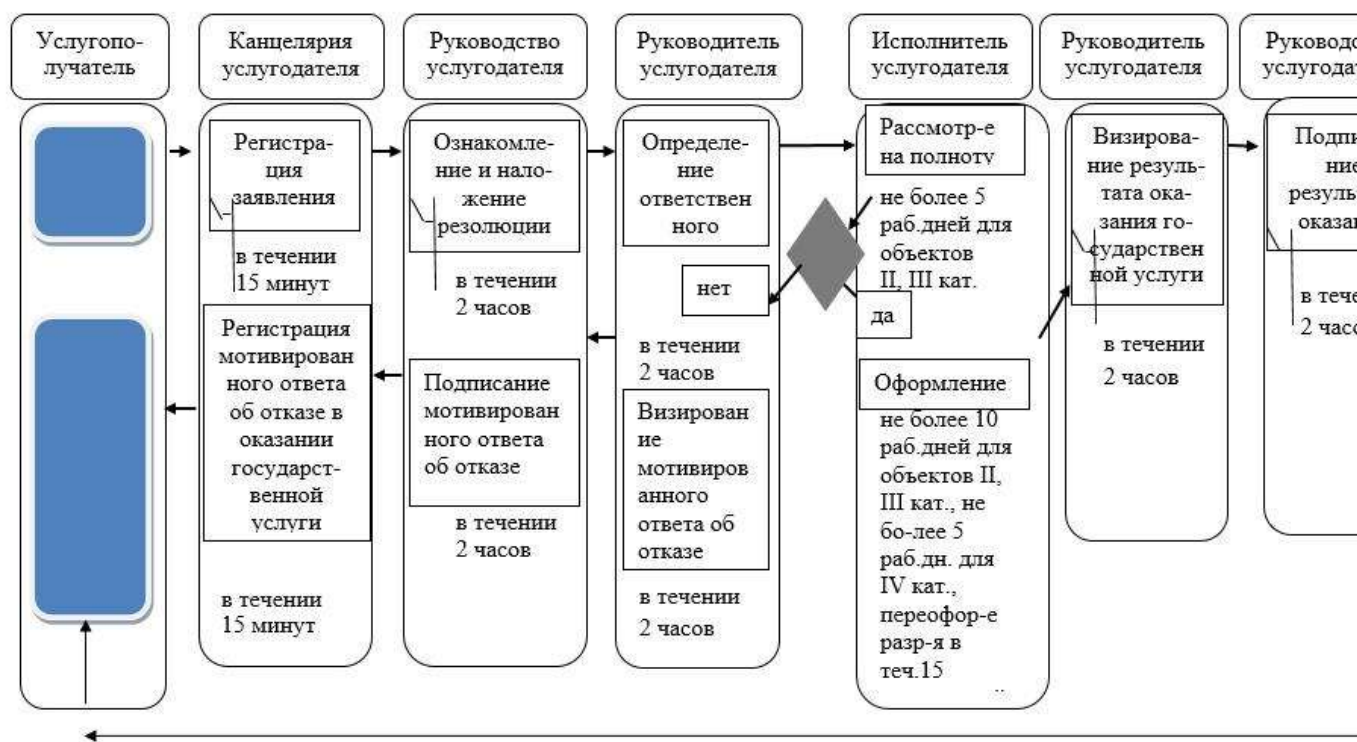 Услугопо-
лучатель
Канцелярия
услугодателя
Руководство
услугодателя
Руководитель
услугодателя
Исполнитель
услугодателя
Руководитель
услугодателя
Регистра-
ция
заявления
в течении
15 минут
Регистрация
мотивирован
ного ответа
об отказе в
оказании
государст-
венной
услуги
в течении
15 минут
Ознакомле-
ние и нало-
жение
резолюции
в течении
2 часов
Подписание
мотивирован
ного ответа
об отказе
в течении
2 часов
Определе-
ние
ответствен
ного
нет
в течении
2 часов
Визирован
ие
мотивиров
анного
ответа об
отказе
в течении
2 часов
Рассмотр-е
на полноту
не более 5
раб.дней для
объектов
II, III кат.
да
Оформление
не более 10
раб.дней для
объектов II,
III кат., не
бо-лее 5
раб.дн. для
IV кат.,
переофор-е
разр-я в
теч.15
Визирова-
ние резуль-
тата ока-
зания го-
сударствен
ной услуги
в течении
2 часов
ние
2